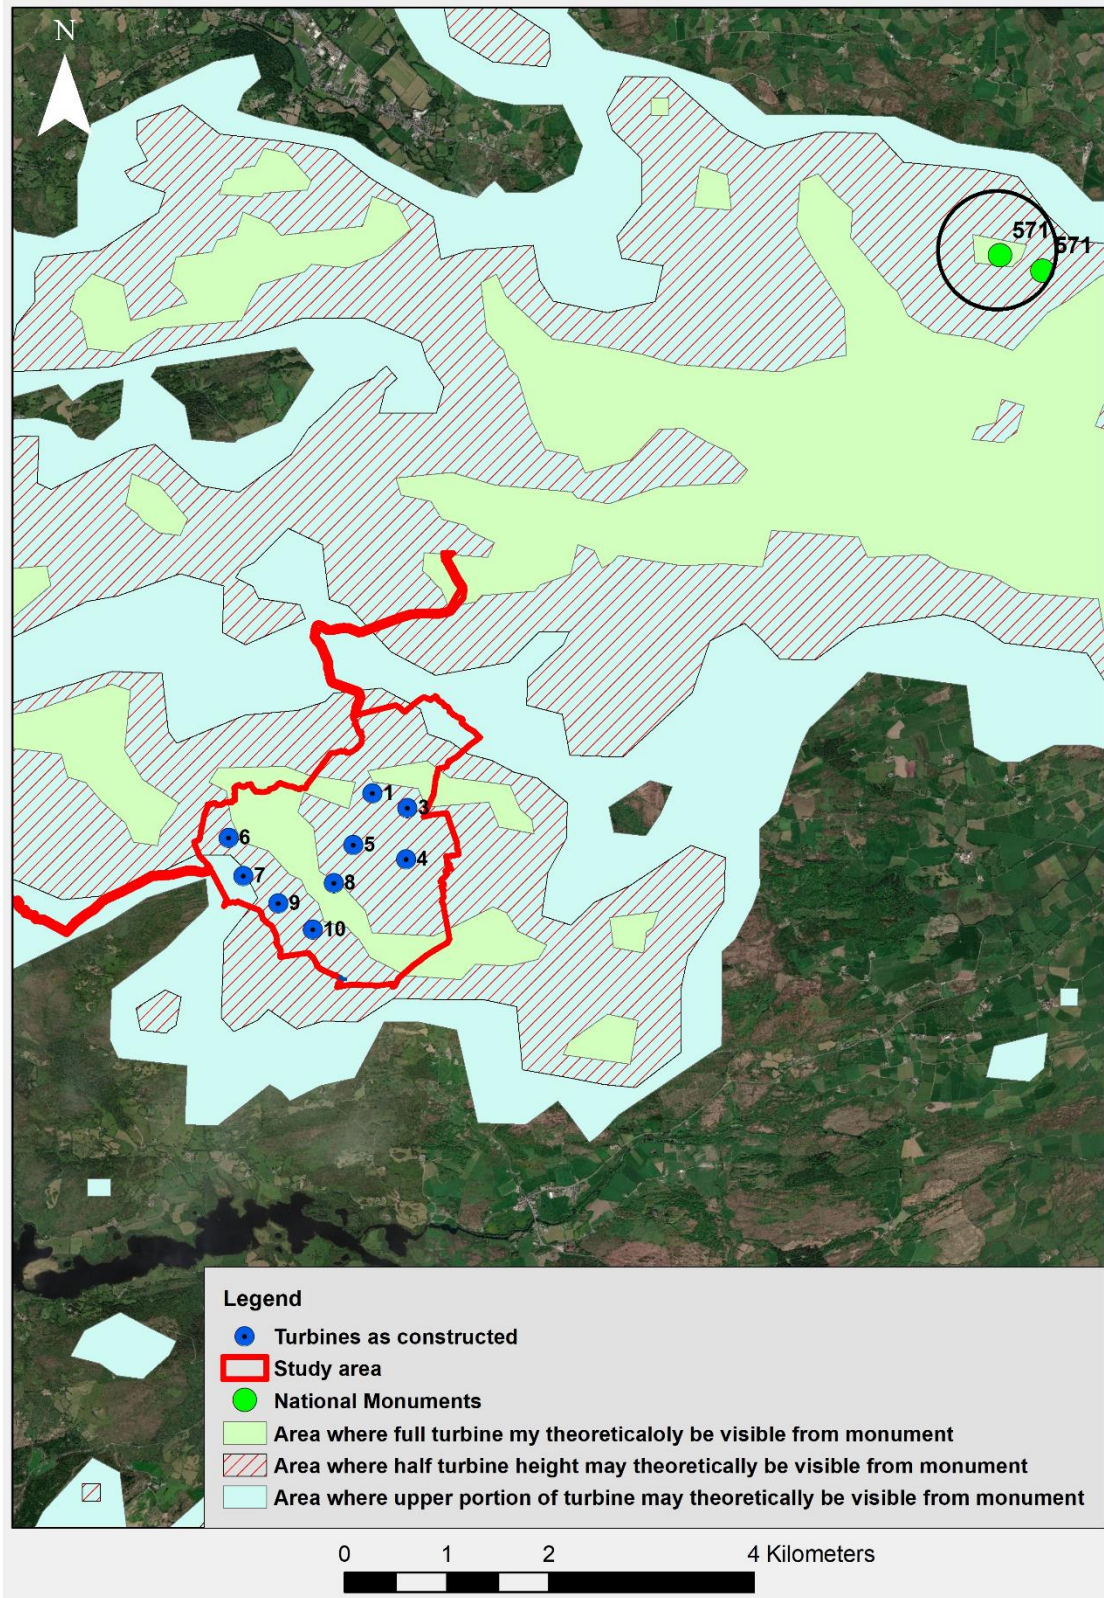 N
571
571
1
3
6
5
4
7
8
9
10
Legend
Turbines as constructed
Study area
National Monuments
Area where full turbine my theoreticaloly be visible from monument
Area where half turbine height may theoretically be visible from monument
Area where upper portion of turbine may theoretically be visible from monument
0 1 2 4 Kilometers